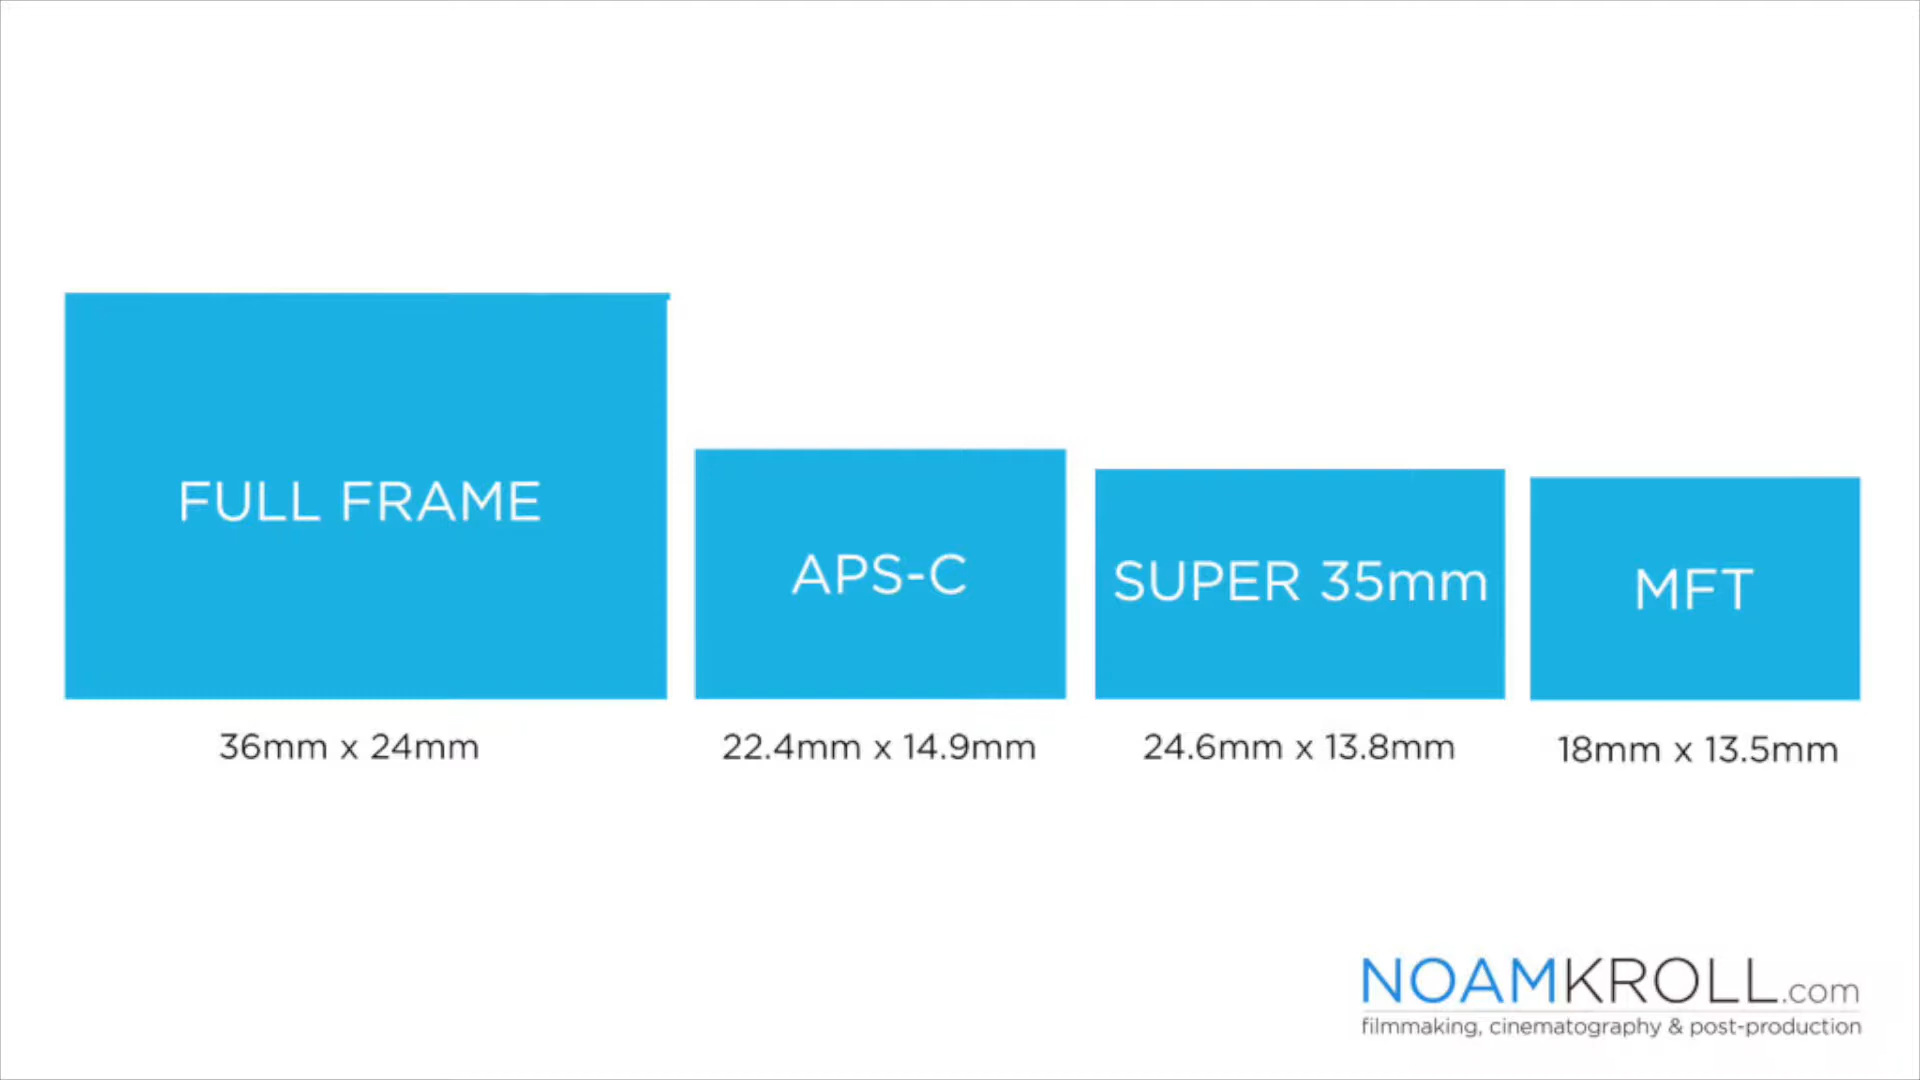 FULL FRAME
APS-C
SUPER 35mm
MFT
36mm x 24mm
22.4mm x 14.9mm
24.6mm x 13.8mm
18mm x 13.5mm
NOAMKROLL.com
filmmaking, cinematography & post-production